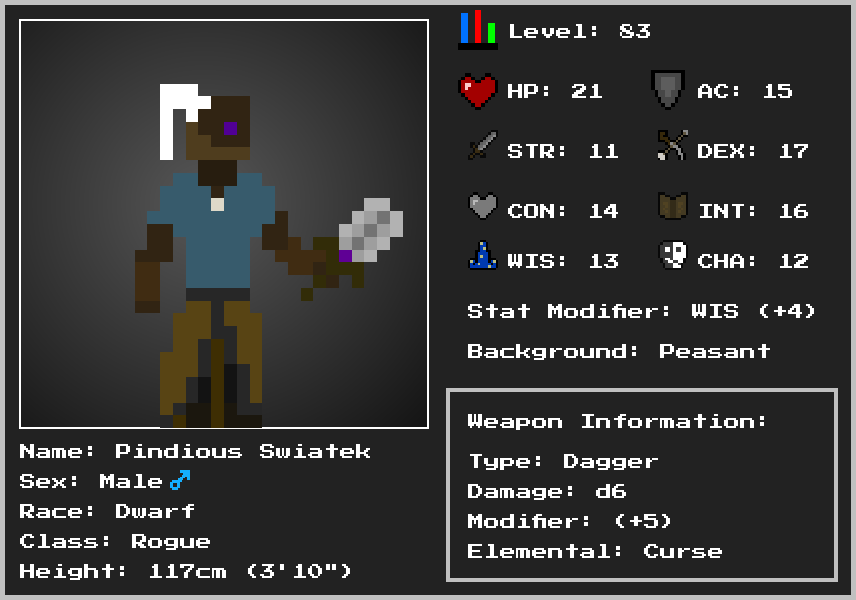 Level: 83
HP: 21
AC: 15
STR: 11
DEX: 17
CON: 14
INT: 16
WIS: 13
CHA: 12
Stat Modifier: WIS (+4)
Background: Peasant
Weapon Information:
Type: Dagger
Damage: d6
Modifier: (+5)
Elemental: Curse
Name: Pindious Swiatek
Sex: Male ♂
Race: Dwarf
Class: Rogue
Height: 117cm (3'10")